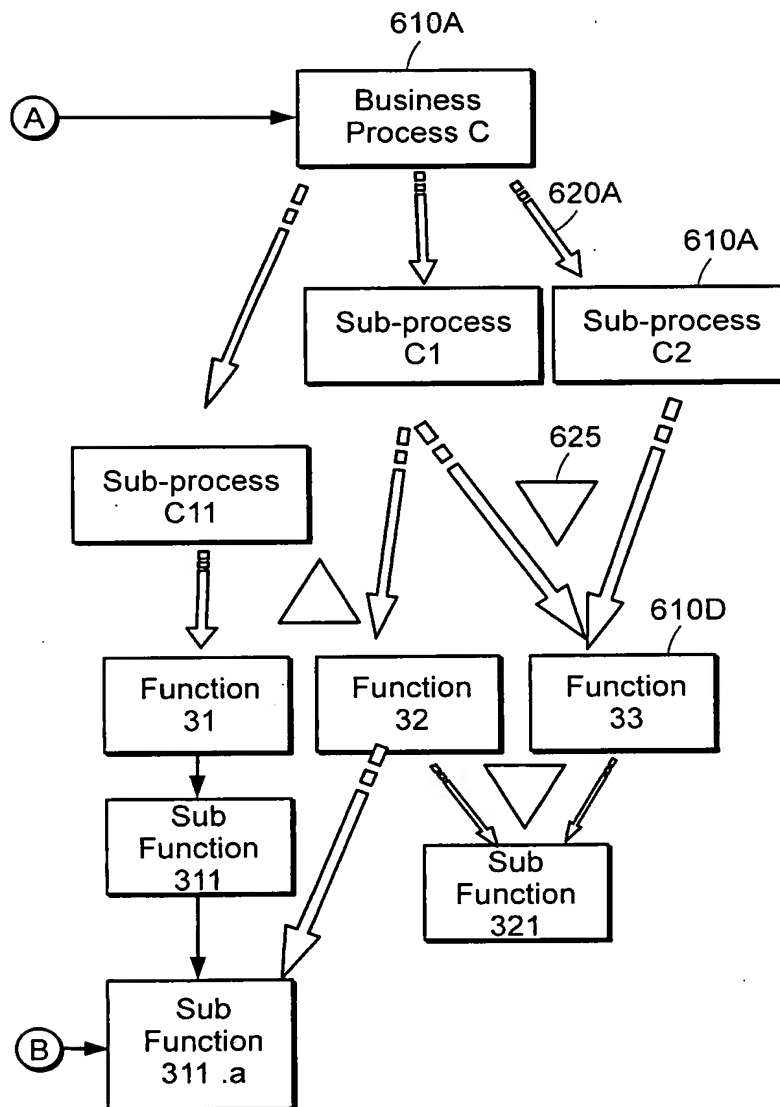 610A
A
Business
Process C
620A
610A
Sub-process
C1
Sub-process
C2
625
Sub-process
C11
610D
Function
31
Function
32
Function
33
Sub
Function
311
Sub
Function
321
B
Sub
Function
311 .a